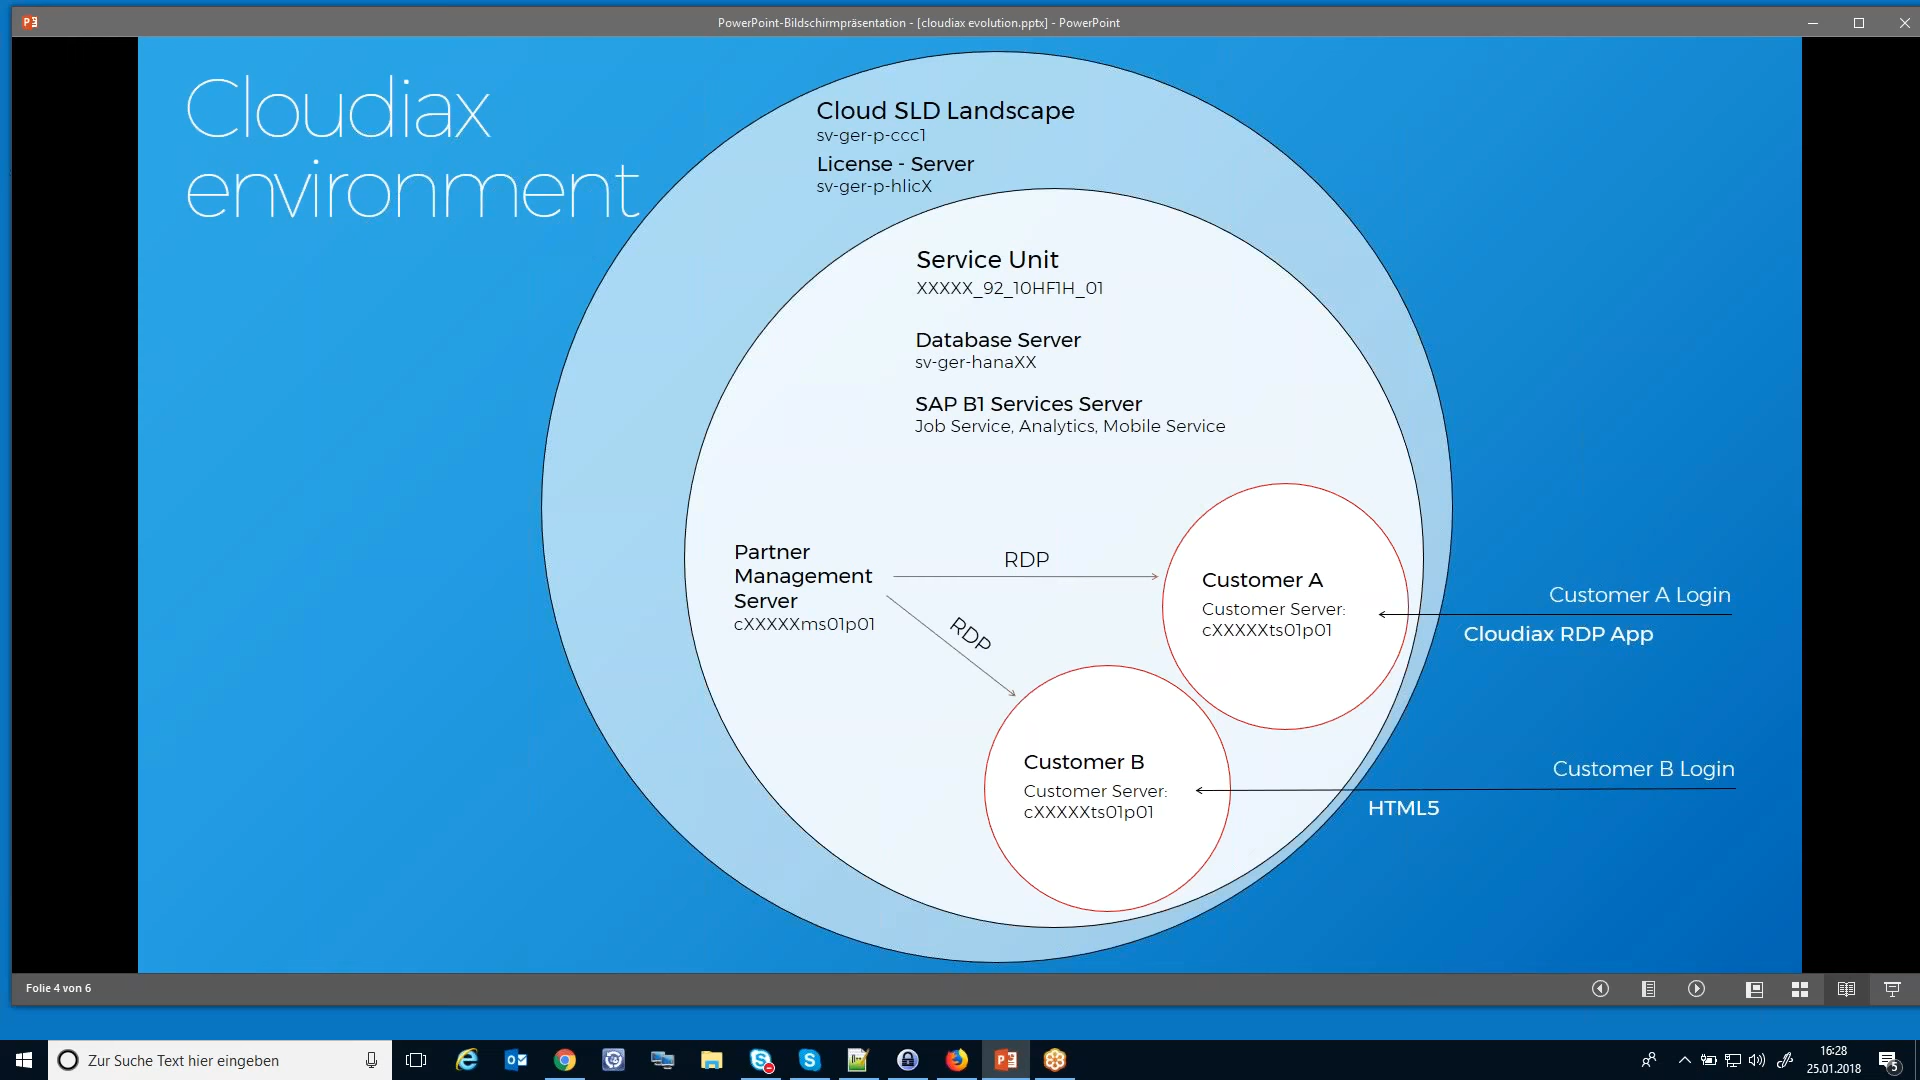 PowerPoint-Bildschirmpräsentation - [cloudiax evolution.pptx] - PowerPoint
Cloudiax
environment
Cloud SLD Landscape
sv-ger-p-ccc1
License - Server
sv-ger-p-hlicX
Service Unit
XXXXX_92_10HF1H_01
Database Server
sv-ger-hanaXX
SAP B1 Services Server
Job Service, Analytics, Mobile Service
Partner
Management
Server
cXXXXXms01p01
RDP
RDP
Customer A
Customer Server:
cXXXXXts01p01
Customer A Login
Cloudiax RDP App
Customer B
Customer Server:
cXXXXXts01p01
Customer B Login
HTML5
Folie 4 von 6
Zur Suche Text hier eingeben
16:28
25.01.2018
5